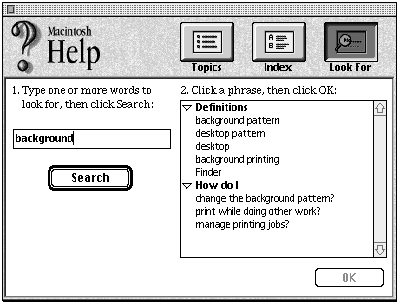 Macintosh
Help
Topics
Index
Look For
1. Type one or more words to
look for, then click Search:
background
Search
2. Click a phrase, then click OK:
Definitions
background pattern
desktop pattern
desktop
background printing
Finder
How do I
change the background pattern?
print while doing other work?
manage printing jobs?
OK